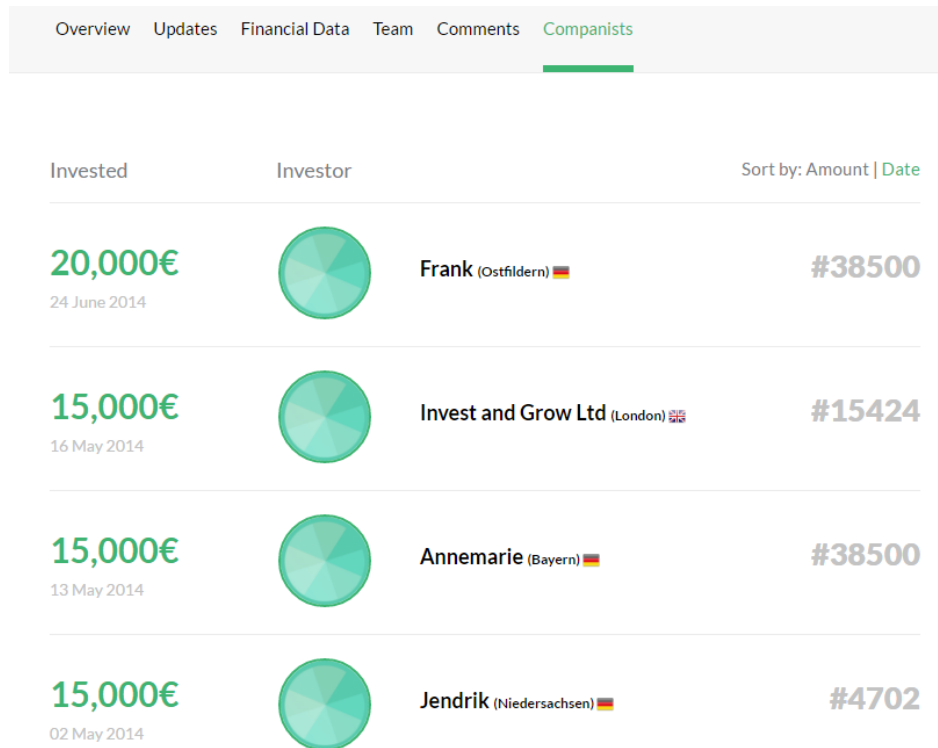 Overview Updates Financial Data Team Comments Companists
Invested Investor Sort by: Amount | Date
20,000€ Frank (Ostfildern) #38500
24 June 2014
15,000€ Invest and Grow Ltd (London) #15424
16 May 2014
15,000€ Annemarie (Bayern) #38500
13 May 2014
15,000€ Jendrik (Niedersachsen) #4702
02 May 2014